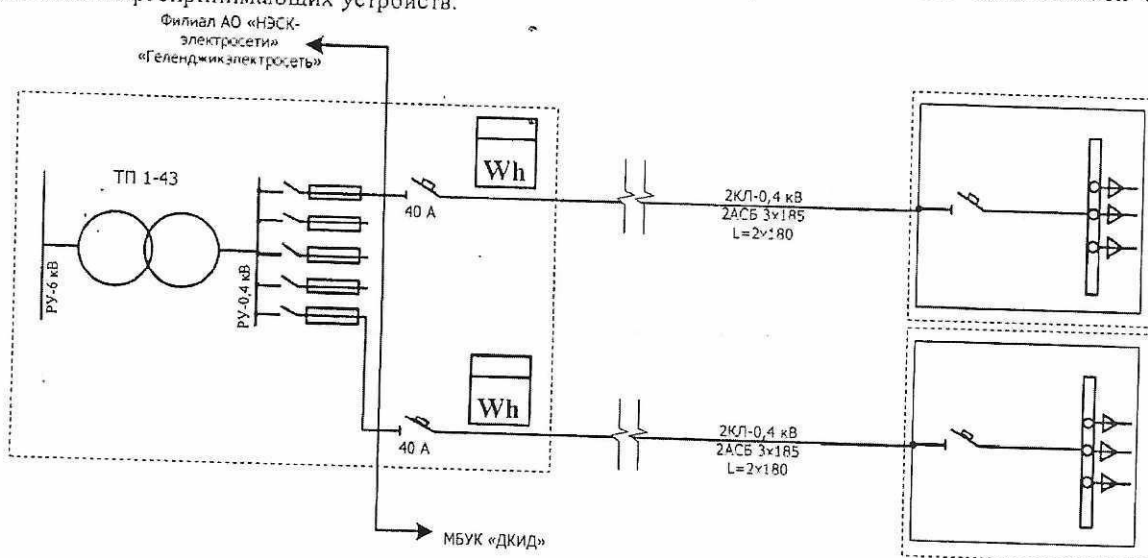 устройств.
Филиал АО «НЭСК-
электросети»
«Геленджикэлектросеть»
ТП 1-43
РУ-6 кВ
РУ-0,4 кВ
40 А
Wh
2КЛ-0,4 кВ
2АСБ 3х185
L=2х180
40 А
Wh
2КЛ-0,4 кВ
2АСБ 3х185
L=2х180
МБУК «ДКИД»